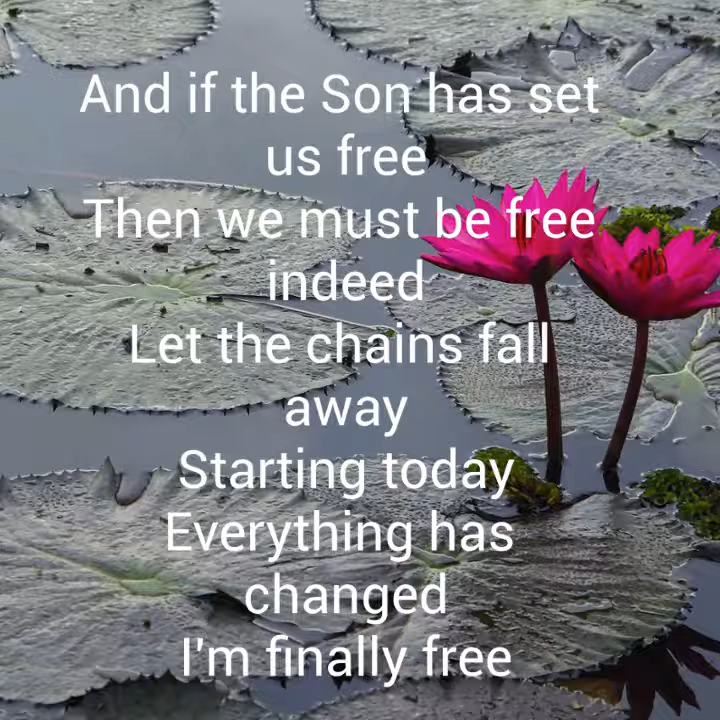 And if the Son has set
us free
Then we must be free
indeed
Let the chains fall
away
Starting today
Everything has
changed
I'm finally free